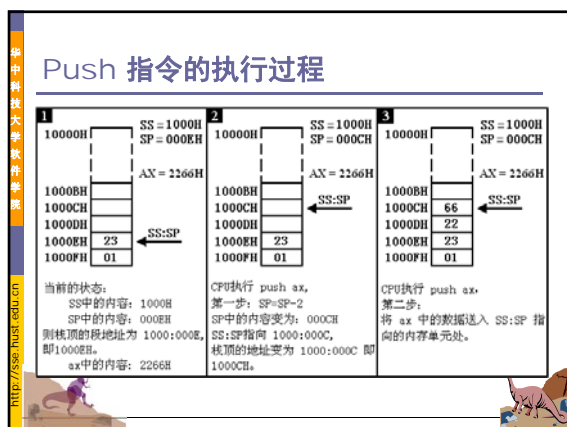 华中科技大学软件学院
http://sse.hust.edu.cn
Push 指令的执行过程
1
SS=1000H
10000H
SP=000EH
AX=2266H
1000BH
1000CH
1000DH
SS:SP
1000EH 23
1000FH 01
当前的状态:
SS中的内容: 1000H
SP中的内容: 000EH
则栈顶的段地址为 1000:000E,
即1000EH。
ax中的内容: 2266H
2
SS=1000H
10000H
SP=000CH
AX=2266H
1000BH
1000CH
SS:SP
1000DH
1000EH 23
1000FH 01
CPU执行 push ax,
第一步: SP=SP-2
SP中的内容变为: 000CH
SS:SP指向 1000:000C,
栈顶的地址变为 1000:000C 即
1000CH。
3
SS=1000H
10000H
SP=000CH
AX=2266H
1000BH
1000CH 66
SS:SP
1000DH 22
1000EH 23
1000FH 01
CPU执行 push ax,
第二步:
将 ax 中的数据送入 SS:SP 指
向的内存单元处。